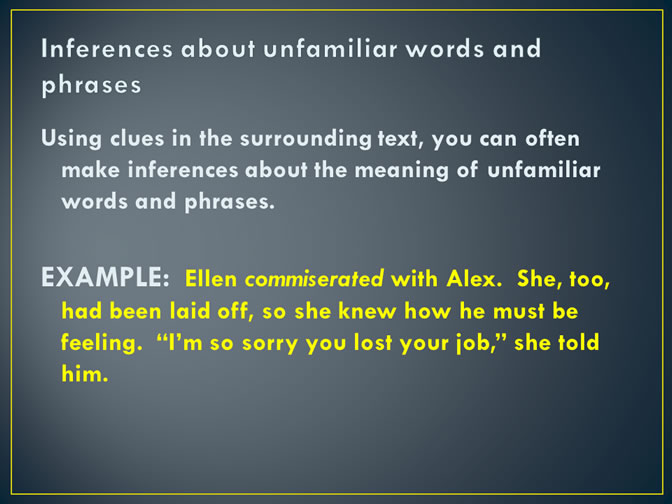 Inferences about unfamiliar words and
phrases
Using clues in the surrounding text, you can often
make inferences about the meaning of unfamiliar
words and phrases.
EXAMPLE: Ellen commiserated with Alex. She, too,
had been laid off, so she knew how he must be
feeling. “I’m so sorry you lost your job,” she told
him.